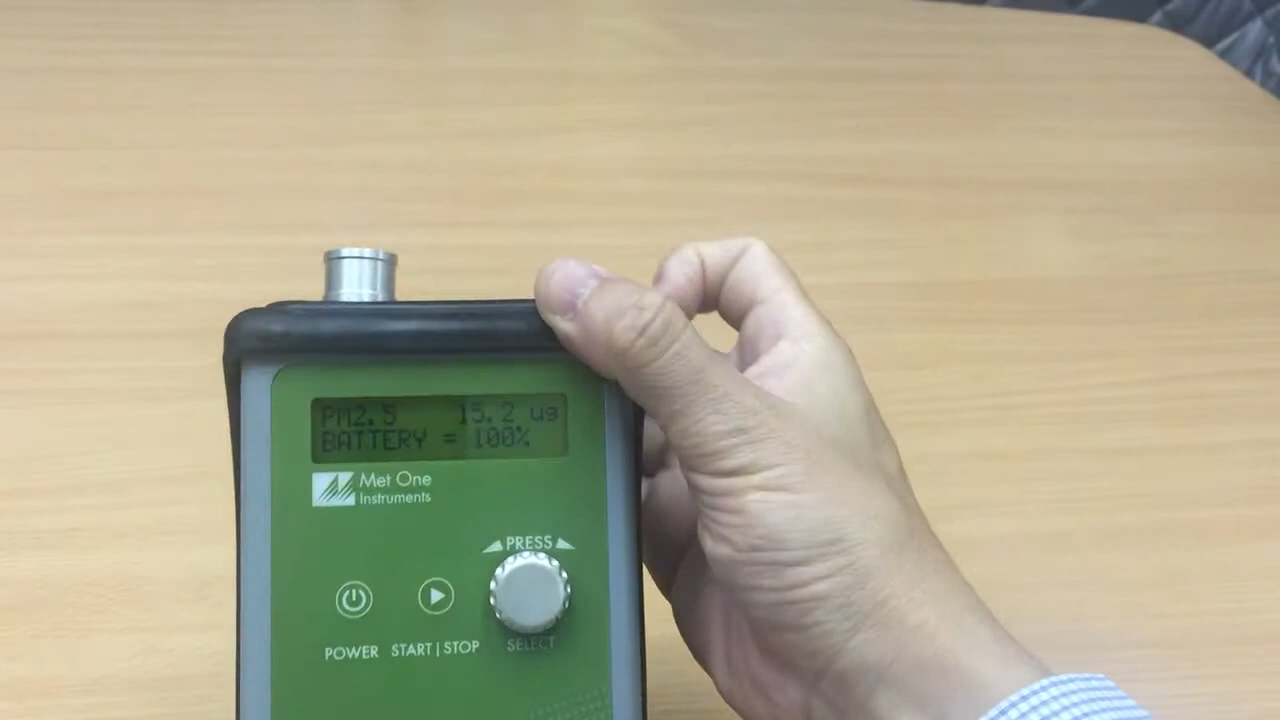 PM2.5 15.2 ug
BATTERY = 100%
Met One
Instruments
PRESS
POWER
START | STOP
SELECT